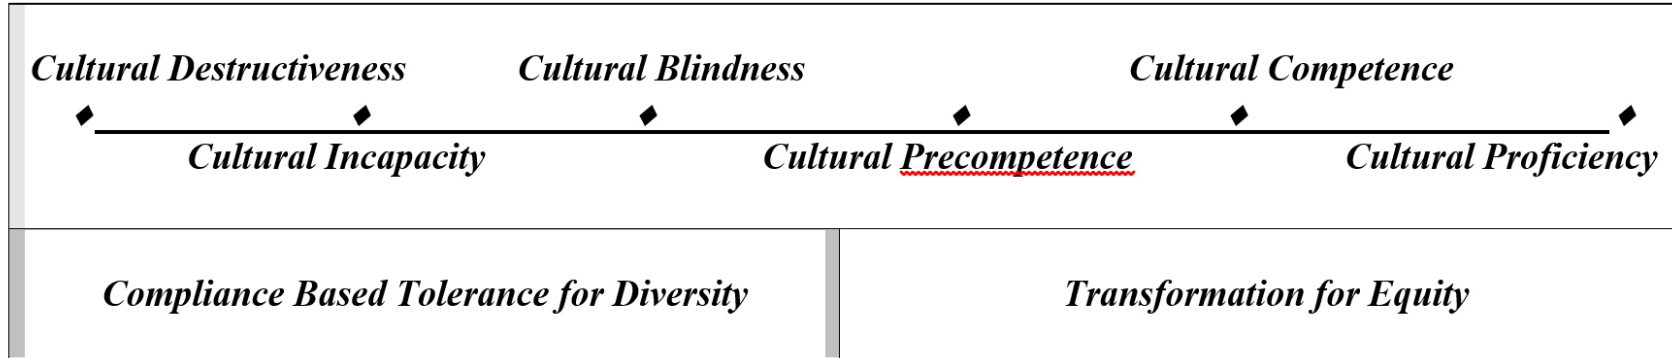 Cultural Destructiveness Cultural Blindness Cultural Competence
Cultural Incapacity Cultural Precompetence Cultural Proficiency
Compliance Based Tolerance for Diversity Transformation for Equity